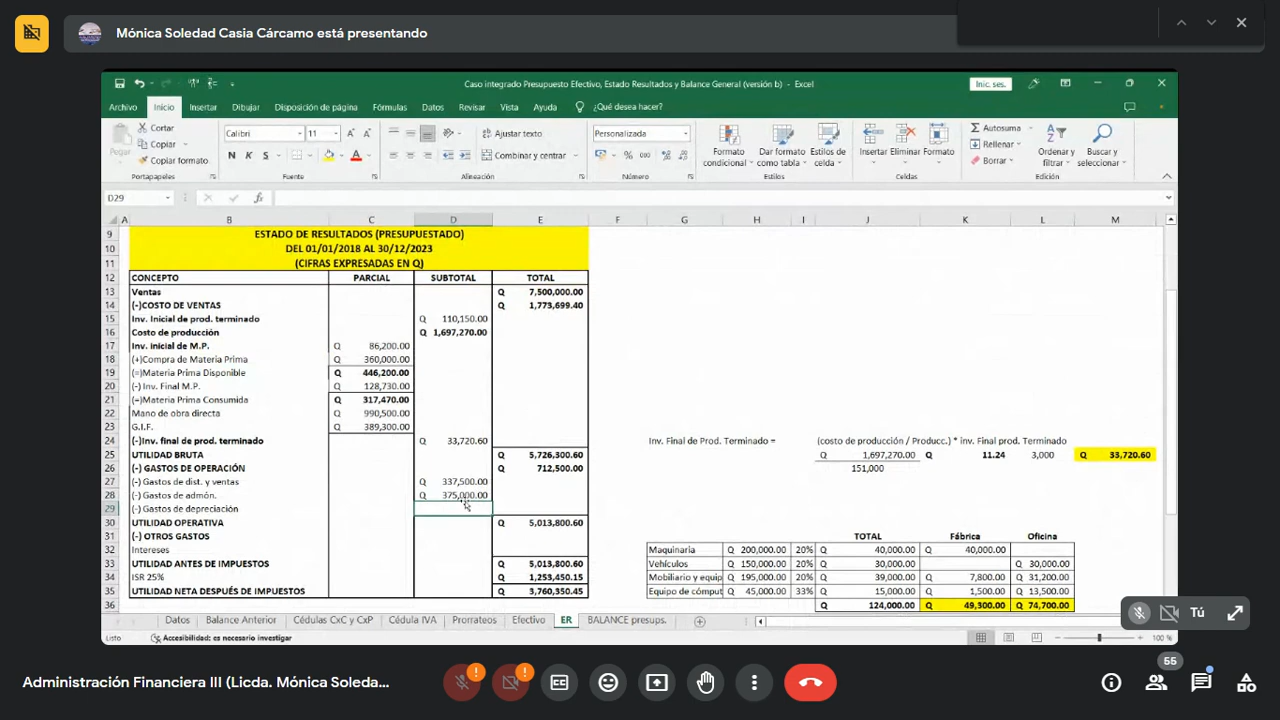 Mónica Soledad Casia Cárcamo está presentando
Caso integrado Presupuesto Efectivo, Estado Resultados y Balance General (versión b) - Excel
Inic. ses.
Archivo Inicio Insertar Dibujar Disposición de página Fórmulas Datos Revisar Vista Ayuda ¿Qué desea hacer?
Pegar
Cortar
Copiar
Copiar formato
Calibri 11
N K S
Ajustar texto
Combinar y centrar
Personalizada
% 000
Formato condicional
Dar formato como tabla
Estilos de celda
Insertar Eliminar Formato
Autosuma
Rellenar
Borrar
Ordenar y filtrar
Buscar y seleccionar
Portapapeles Fuente Alineación Número Estilos Celdas Edición
D29 fx
A B C D E F G H I J K L M
9 ESTADO DE RESULTADOS (PRESUPUESTADO)
10 DEL 01/01/2018 AL 30/12/2023
11 (CIFRAS EXPRESADAS EN Q)
12 CONCEPTO PARCIAL SUBTOTAL TOTAL
13 Ventas Q 7,500,000.00
14 (-)COSTO DE VENTAS Q 1,773,699.40
15 Inv. Inicial de prod. terminado Q 110,150.00
16 Costo de producción Q 1,697,270.00
17 Inv. inicial de M.P. Q 86,200.00
18 (+)Compra de Materia Prima Q 360,000.00
19 (=)Materia Prima Disponible Q 446,200.00
20 (-) Inv. Final M.P. Q 128,730.00
21 (=)Materia Prima Consumida Q 317,470.00
22 Mano de obra directa Q 990,500.00
23 G.I.F. Q 389,300.00
24 (-)Inv. final de prod. terminado Q 33,720.60 Inv. Final de Prod. Terminado = (costo de producción / Producc.) * inv. Final prod. Terminado
25 UTILIDAD BRUTA Q 5,726,300.60 Q 1,697,270.00 Q 11.24 3,000 Q 33,720.60
26 (-) GASTOS DE OPERACIÓN Q 712,500.00 151,000
27 (-) Gastos de dist. y ventas Q 337,500.00
28 (-) Gastos de admón. Q 375,000.00
29 (-) Gastos de depreciación
30 UTILIDAD OPERATIVA Q 5,013,800.60
31 (-) OTROS GASTOS TOTAL Fábrica Oficina
32 Intereses Maquinaria Q 200,000.00 20% Q 40,000.00 Q 40,000.00
33 UTILIDAD ANTES DE IMPUESTOS Q 5,013,800.60 Vehículos Q 150,000.00 20% Q 30,000.00 Q 30,000.00
34 ISR 25% Q 1,253,450.15 Mobiliario y equip Q 195,000.00 20% Q 39,000.00 Q 7,800.00 Q 31,200.00
35 UTILIDAD NETA DESPUÉS DE IMPUESTOS Q 3,760,350.45 Equipo de cómput Q 45,000.00 33% Q 15,000.00 Q 1,500.00 Q 13,500.00
36 Q 124,000.00 Q 49,300.00 Q 74,700.00
Datos Balance Anterior Cédulas CxC y CxP Cédula IVA Prorrateos Efectivo ER BALANCE presups.
Listo Accesibilidad: es necesario investigar 100 %
Tú
Administración Financiera III (Licda. Mónica Soleda...
CC
55